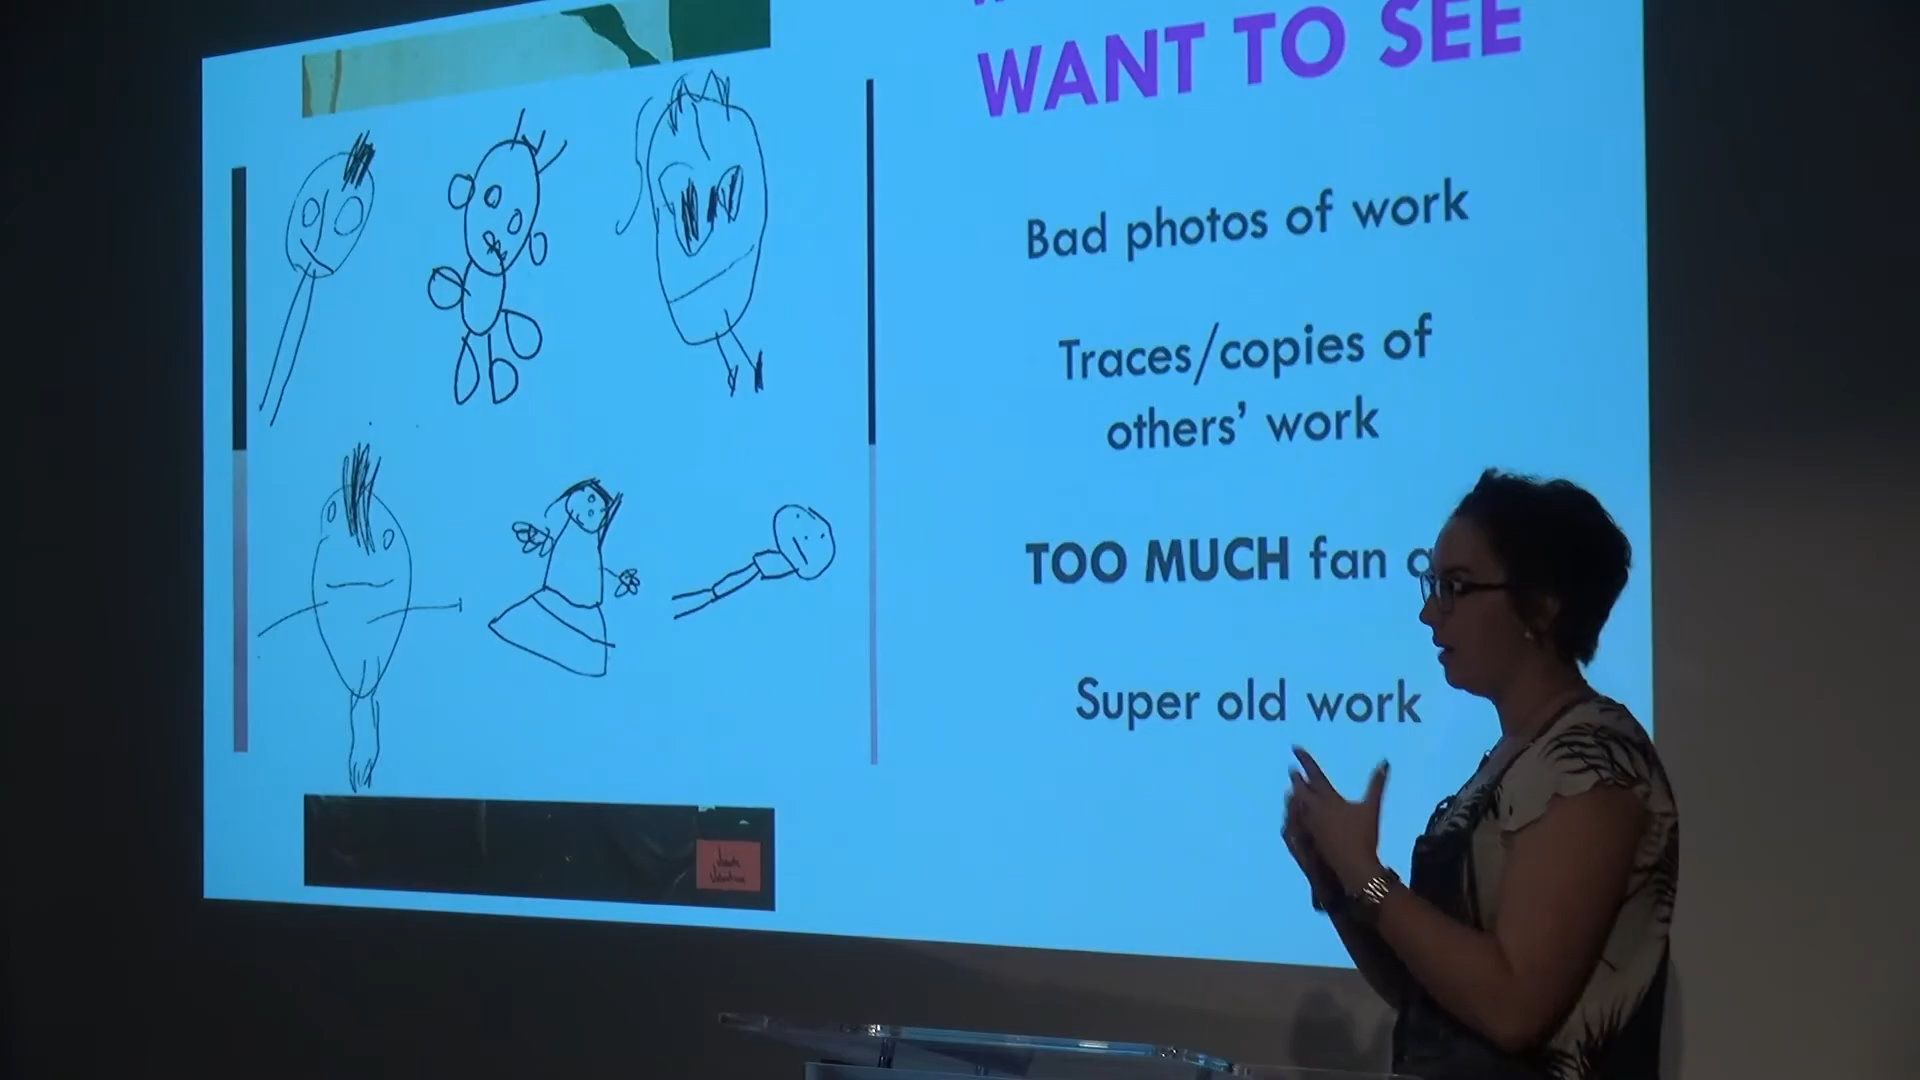 WANT TO SEE
Bad photos of work
Traces/copies of
others’ work
TOO MUCH fan a
Super old work